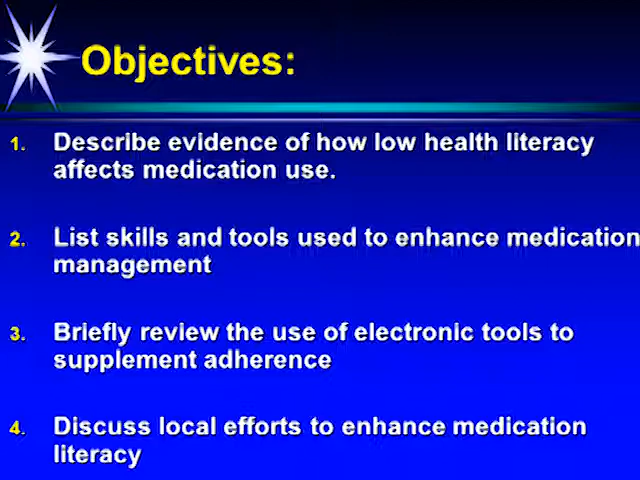 Objectives:
1. Describe evidence of how low health literacy
affects medication use.
2. List skills and tools used to enhance medication
management
3. Briefly review the use of electronic tools to
supplement adherence
4. Discuss local efforts to enhance medication
literacy